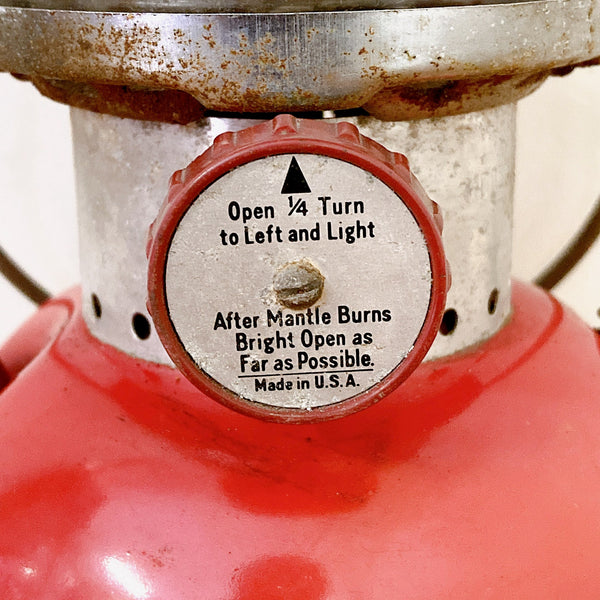 Open ¼ Turn
to Left and Light
After Mantle Burns
Bright Open as
Far as Possible.
Made in U.S.A.